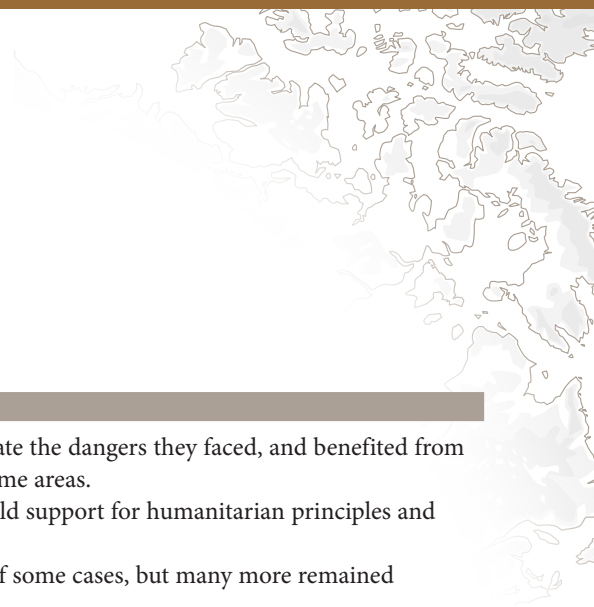 ate the dangers they faced, and benefited from
me areas.
ld support for humanitarian principles and
f some cases, but many more remained